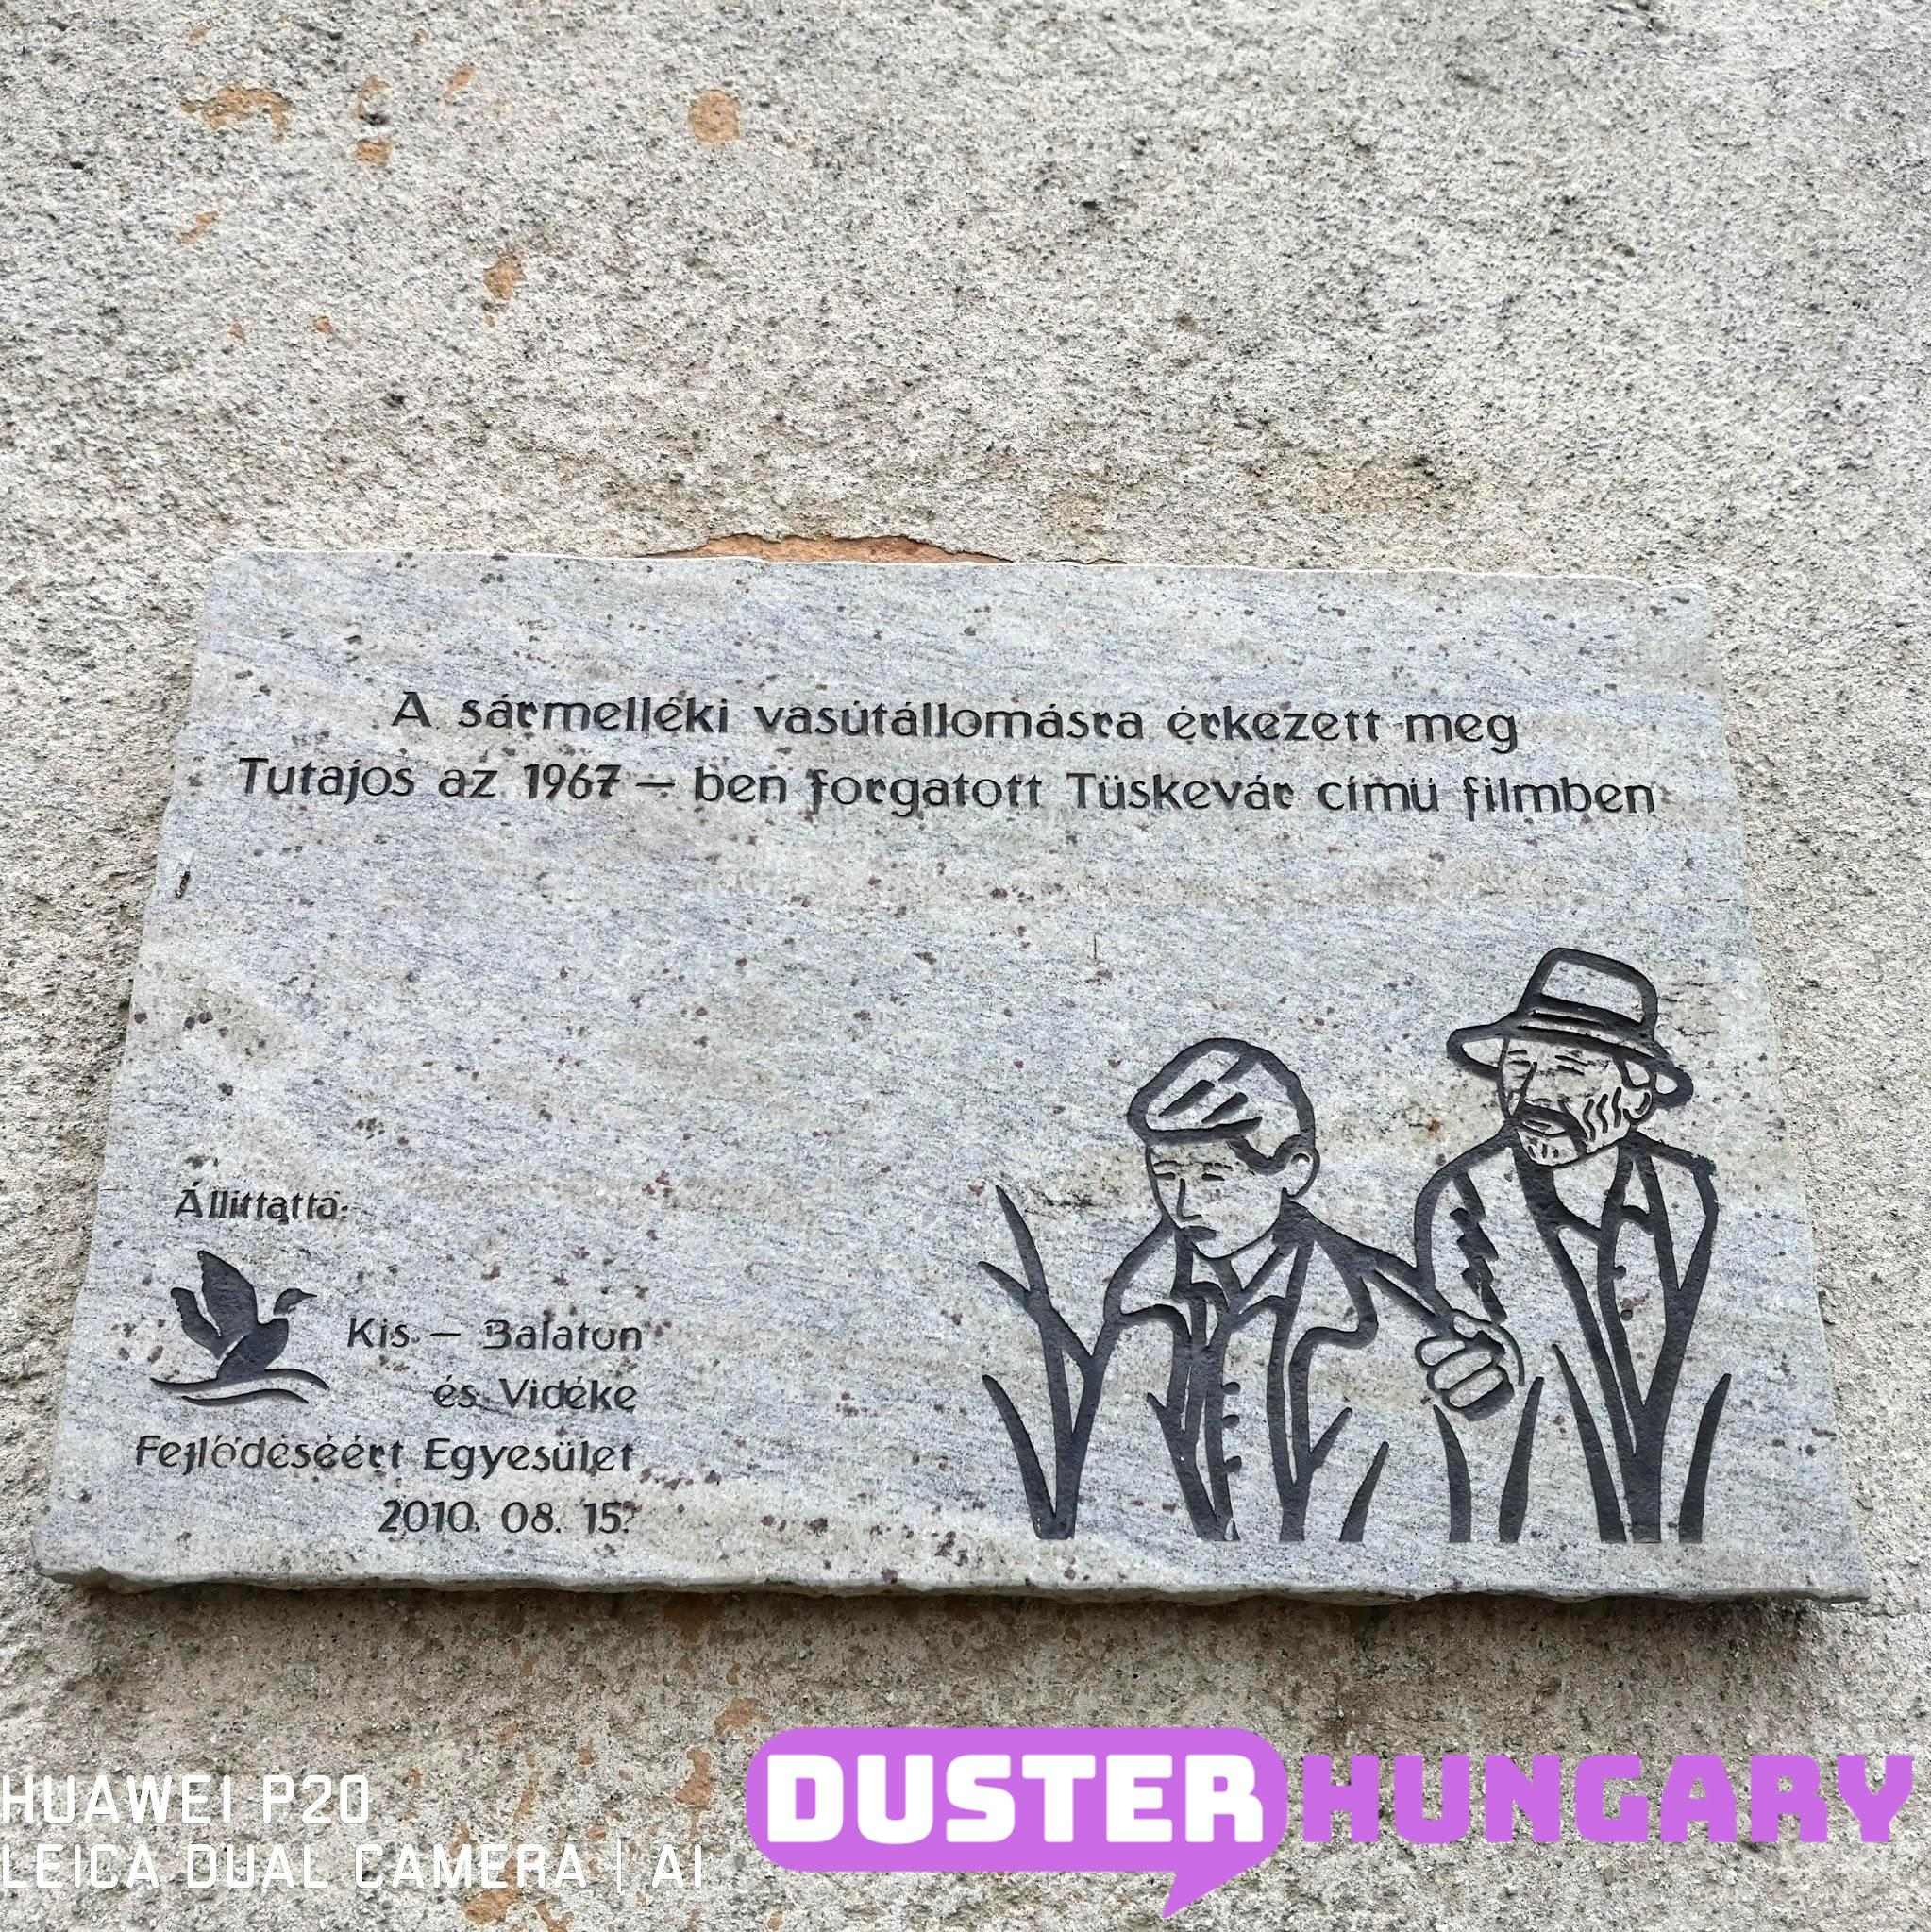 A sármelléki vasútállomásra érkezett meg
Tutajos az 1967 – ben forgatott Tüskevár című filmben
Állíttatta:
Kis – Balaton
és Vidéke
Fejlődéséért Egyesület
2010. 08. 15.
HUAWEI P20
LEICA DUAL CAMERA | AI
DUSTER HUNGARY